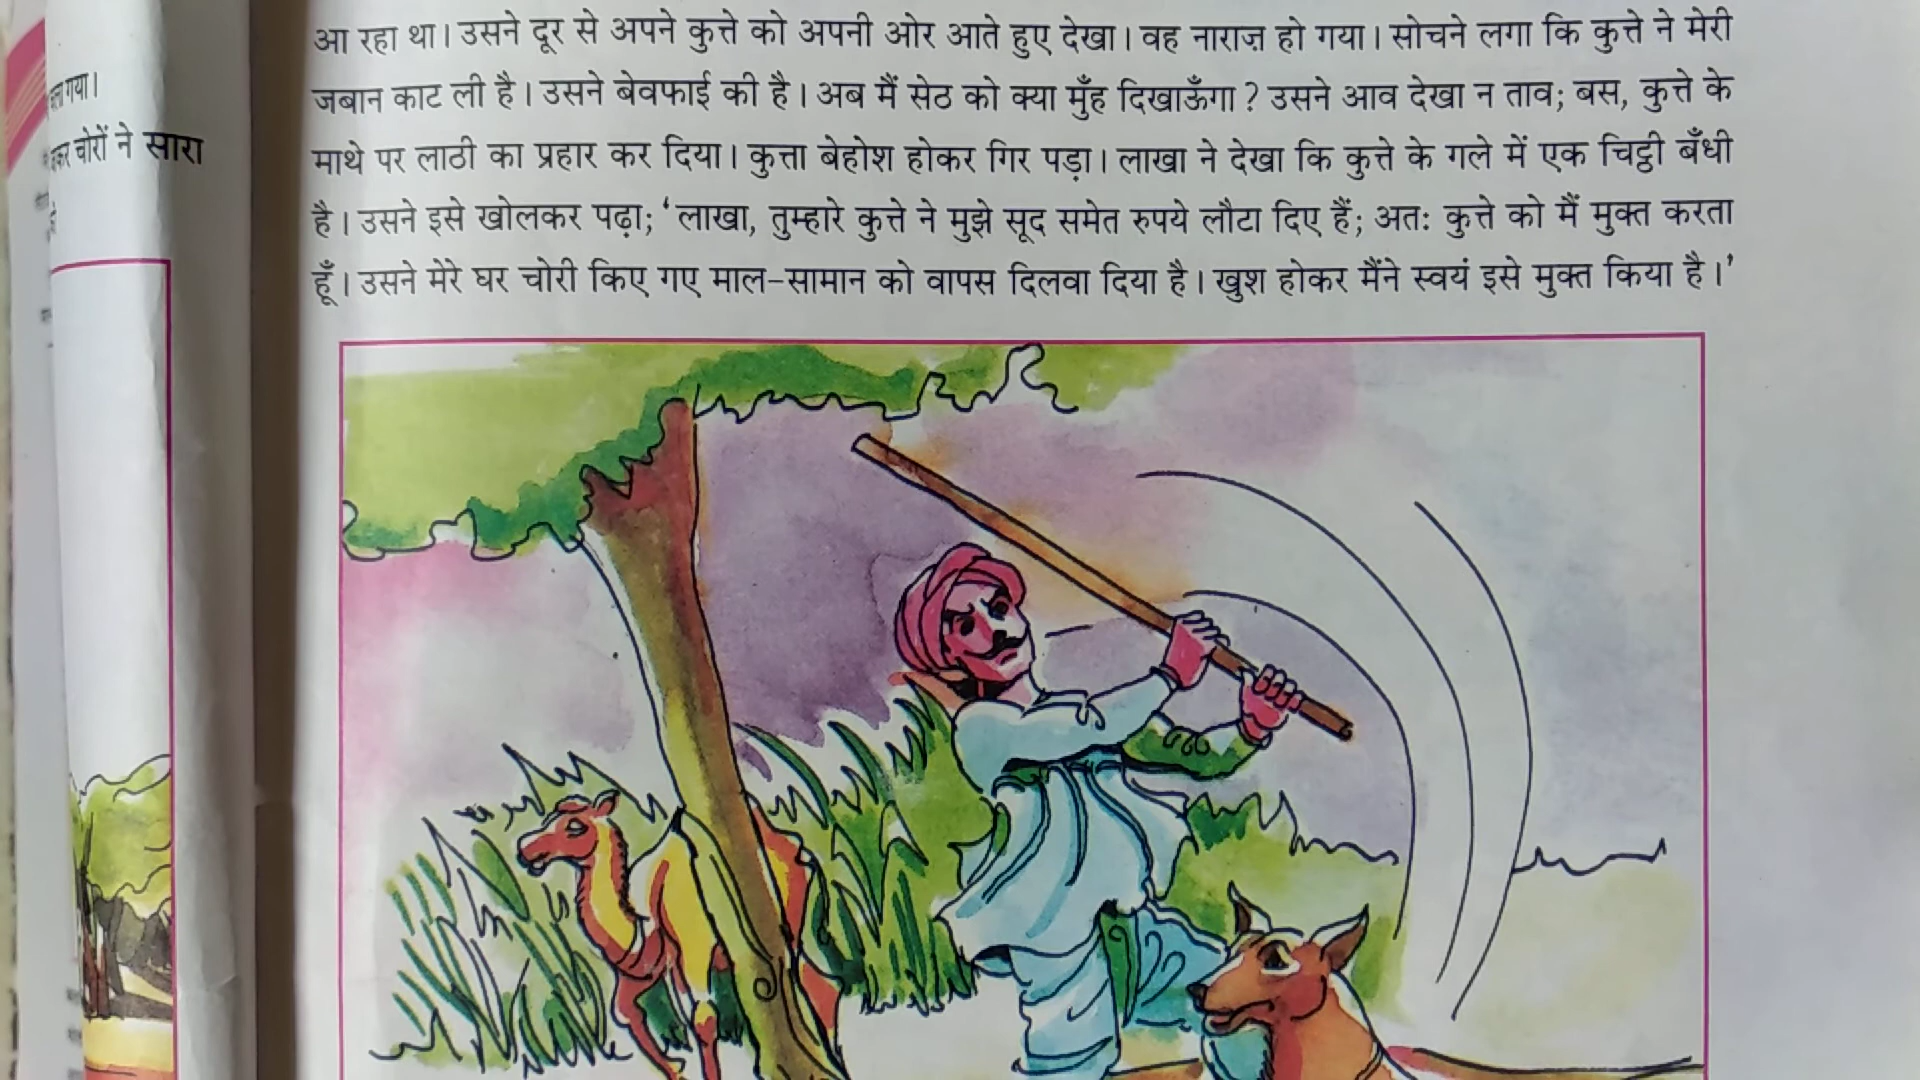 गया।
चोरों ने सारा
आ रहा था। उसने दूर से अपने कुत्ते को अपनी ओर आते हुए देखा। वह नाराज़ हो गया। सोचने लगा कि कुत्ते ने मेरी
जबान काट ली है। उसने बेवफाई की है। अब मैं सेठ को क्या मुँह दिखाऊँगा? उसने आव देखा न ताव; बस, कुत्ते के
माथे पर लाठी का प्रहार कर दिया। कुत्ता बेहोश होकर गिर पड़ा। लाखा ने देखा कि कुत्ते के गले में एक चिट्ठी बँधी
है। उसने इसे खोलकर पढ़ा; ‘लाखा, तुम्हारे कुत्ते ने मुझे सूद समेत रुपये लौटा दिए हैं; अतः कुत्ते को मैं मुक्त करता
हूँ। उसने मेरे घर चोरी किए गए माल-सामान को वापस दिलवा दिया है। खुश होकर मैंने स्वयं इसे मुक्त किया है।’